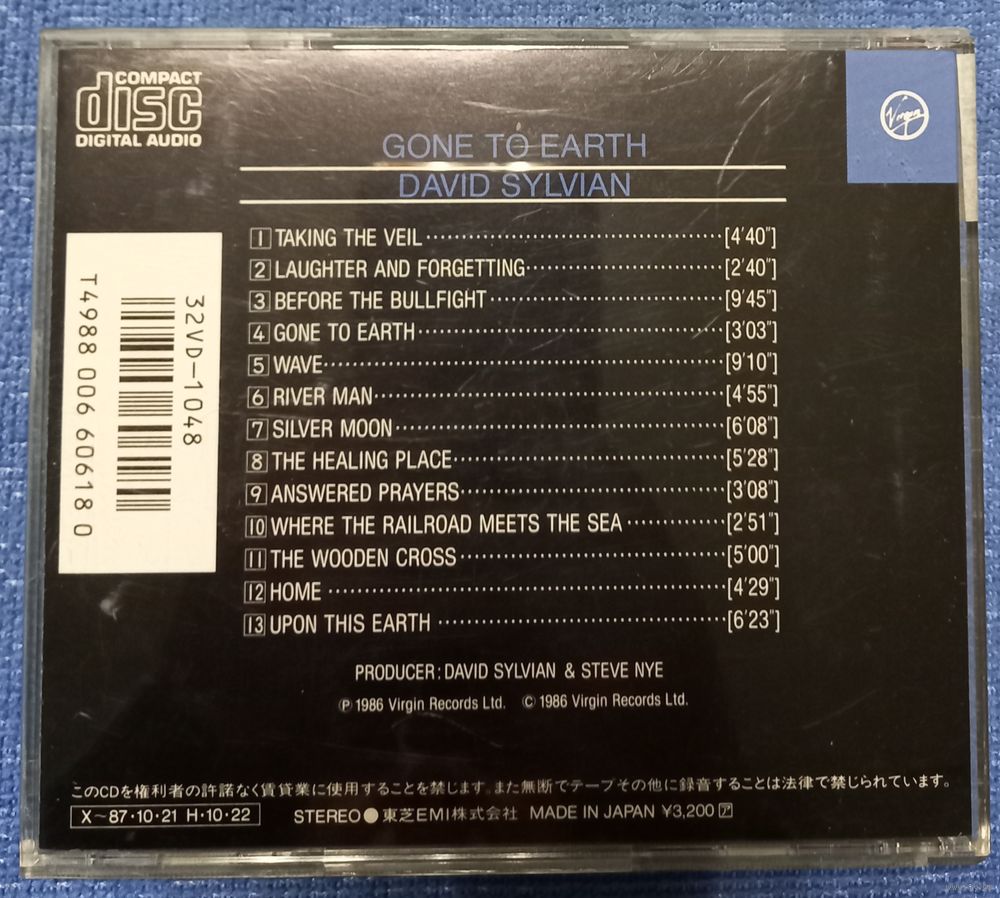 COMPACT
disc
DIGITAL AUDIO
Virgin
GONE TO EARTH
DAVID SYLVIAN
32VD-1048
T4988 006 60618 0
1 TAKING THE VEIL [4'40"]
2 LAUGHTER AND FORGETTING [2'40"]
3 BEFORE THE BULLFIGHT [9'45"]
4 GONE TO EARTH [3'03"]
5 WAVE [9'10"]
6 RIVER MAN [4'55"]
7 SILVER MOON [6'08"]
8 THE HEALING PLACE [5'28"]
9 ANSWERED PRAYERS [3'08"]
10 WHERE THE RAILROAD MEETS THE SEA [2'51"]
11 THE WOODEN CROSS [5'00"]
12 HOME [4'29"]
13 UPON THIS EARTH [6'23"]
PRODUCER: DAVID SYLVIAN & STEVE NYE
℗ 1986 Virgin Records Ltd. © 1986 Virgin Records Ltd.
このCDを権利者の許諾なく賃貸業に使用することを禁じます。また無断でテープその他に録音することは法律で禁じられています。
X~87·10·21 H·10·22 STEREO●東芝EMI株式会社 MADE IN JAPAN ¥3,200 ア